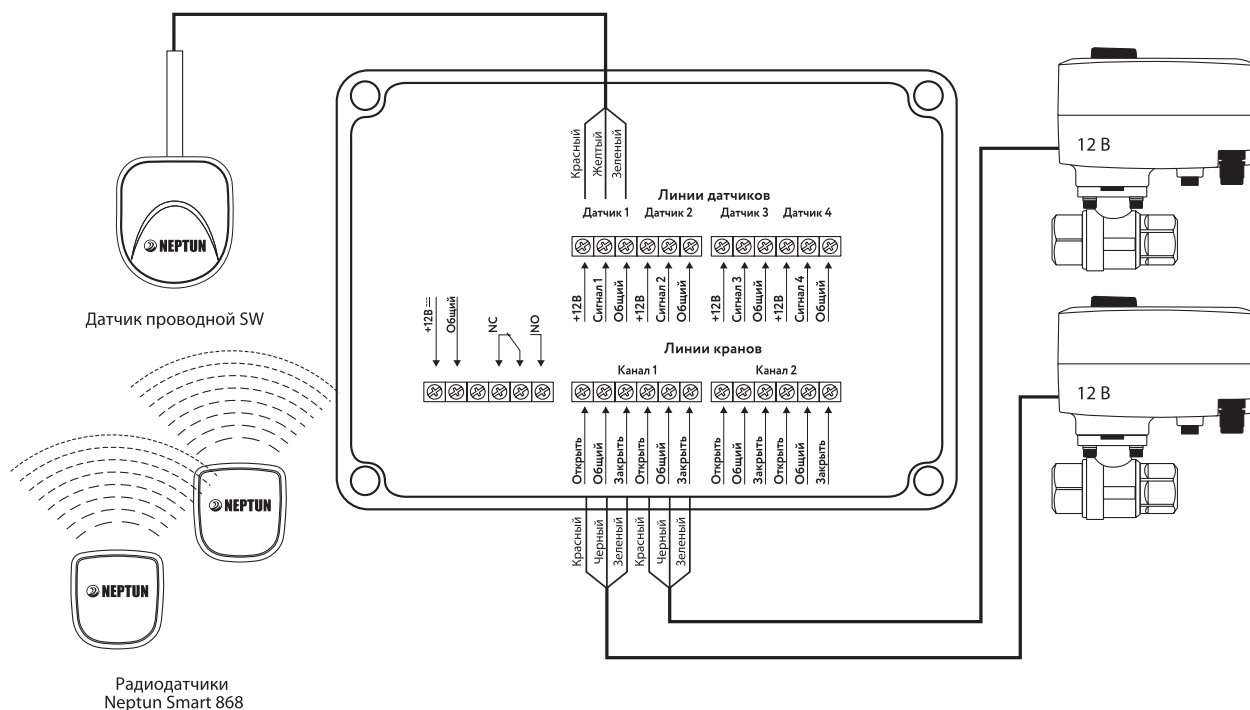 Красный
Желтый
Зеленый
Линии датчиков
Датчик 1 Датчик 2 Датчик 3 Датчик 4
12 В
NEPTUN
Датчик проводной SW
+12В
Сигнал 1
Общий
+12В
Сигнал 2
Общий
+12В
Сигнал 3
Общий
+12В
Сигнал 4
Общий
+12В
Общий
NC
NO
Линии кранов
Канал 1 Канал 2
12 В
Открыть
Общий
Закрыть
Открыть
Общий
Закрыть
Открыть
Общий
Закрыть
Открыть
Общий
Закрыть
Красный
Черный
Зеленый
Красный
Черный
Зеленый
NEPTUN
NEPTUN
Радиодатчики
Neptun Smart 868